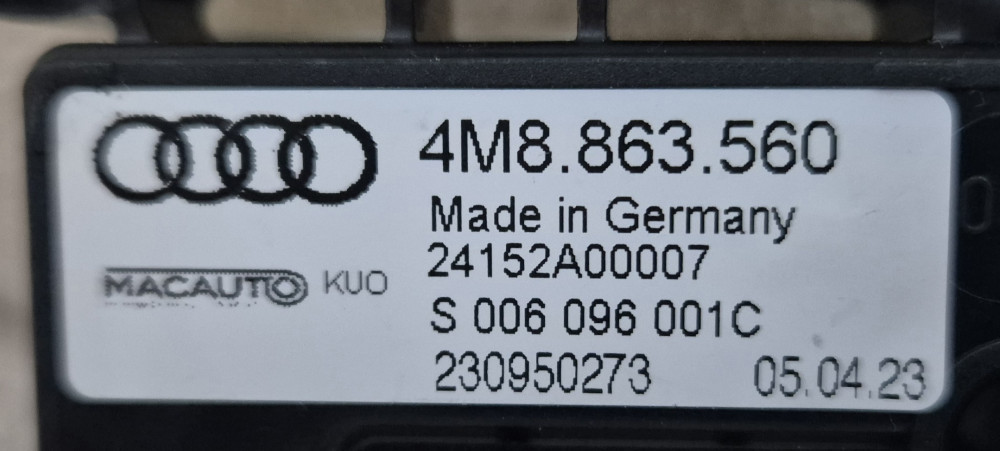 4M8.863.560
Made in Germany
24152A00007
MACAUTO KUO
S 006 096 001C
230950273 05.04.23